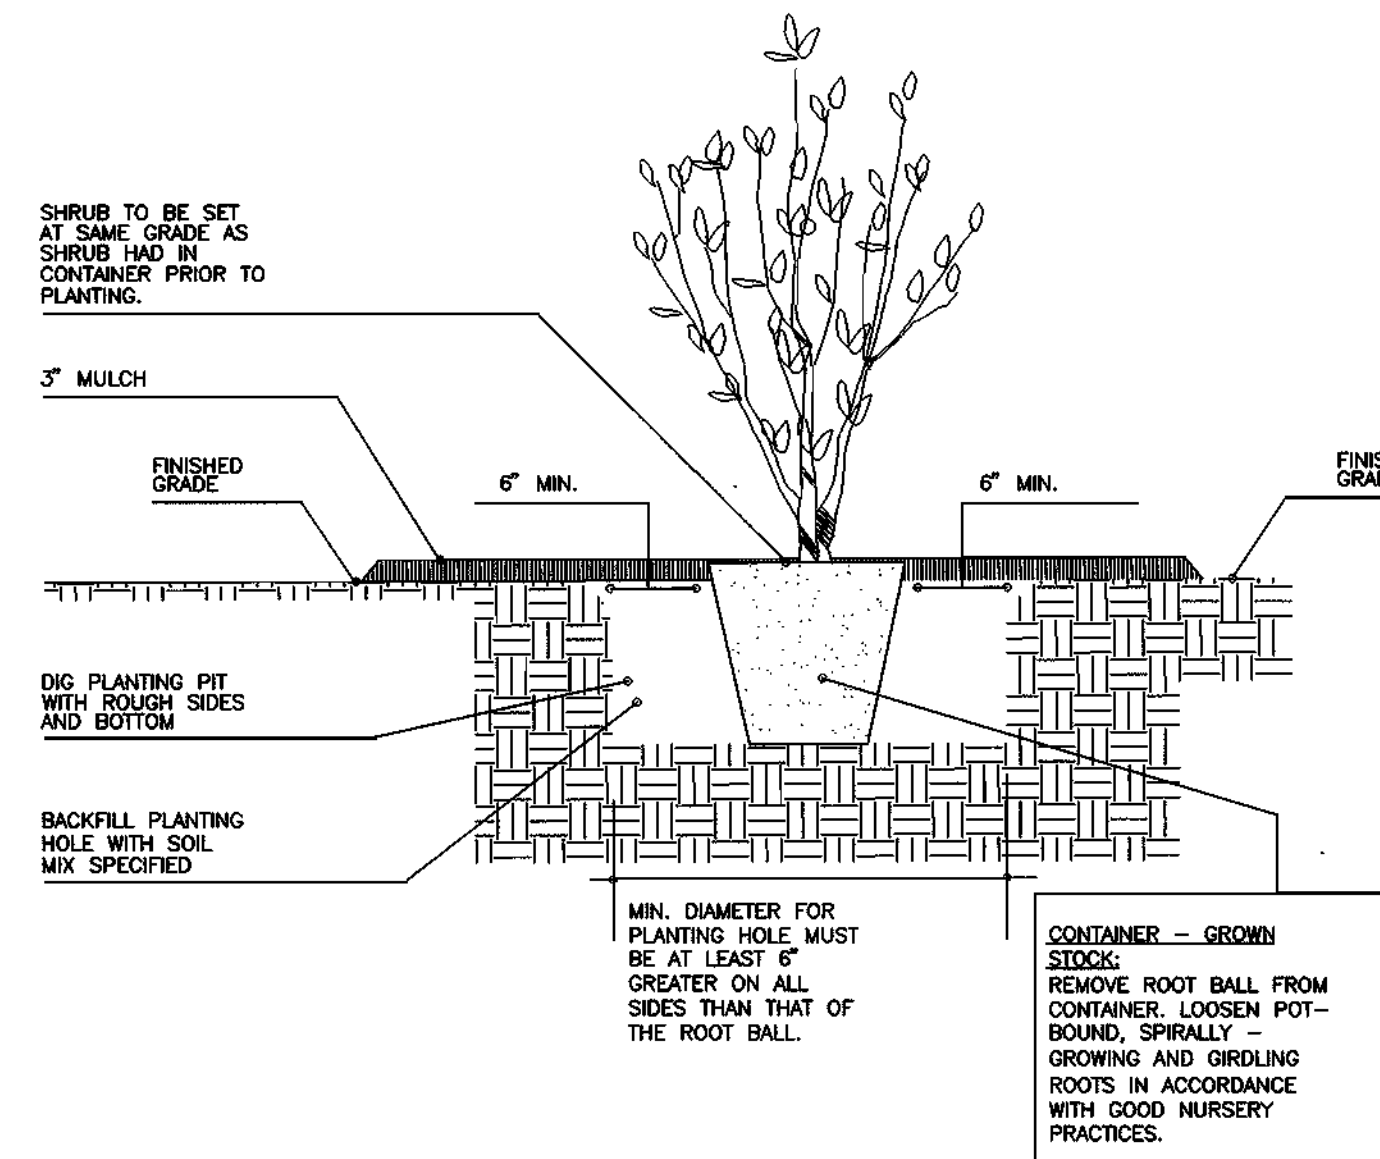 SHRUB TO BE SET
AT SAME GRADE AS
SHRUB HAD IN
CONTAINER PRIOR TO
PLANTING.
3" MULCH
FINISHED
GRADE
6" MIN.
6" MIN.
FINIS
GRA
DIG PLANTING PIT
WITH ROUGH SIDES
AND BOTTOM
BACKFILL PLANTING
HOLE WITH SOIL
MIX SPECIFIED
MIN. DIAMETER FOR
PLANTING HOLE MUST
BE AT LEAST 6"
GREATER ON ALL
SIDES THAN THAT OF
THE ROOT BALL.
CONTAINER – GROWN
STOCK:
REMOVE ROOT BALL FROM
CONTAINER. LOOSEN POT–
BOUND, SPIRALLY –
GROWING AND GIRDLING
ROOTS IN ACCORDANCE
WITH GOOD NURSERY
PRACTICES.